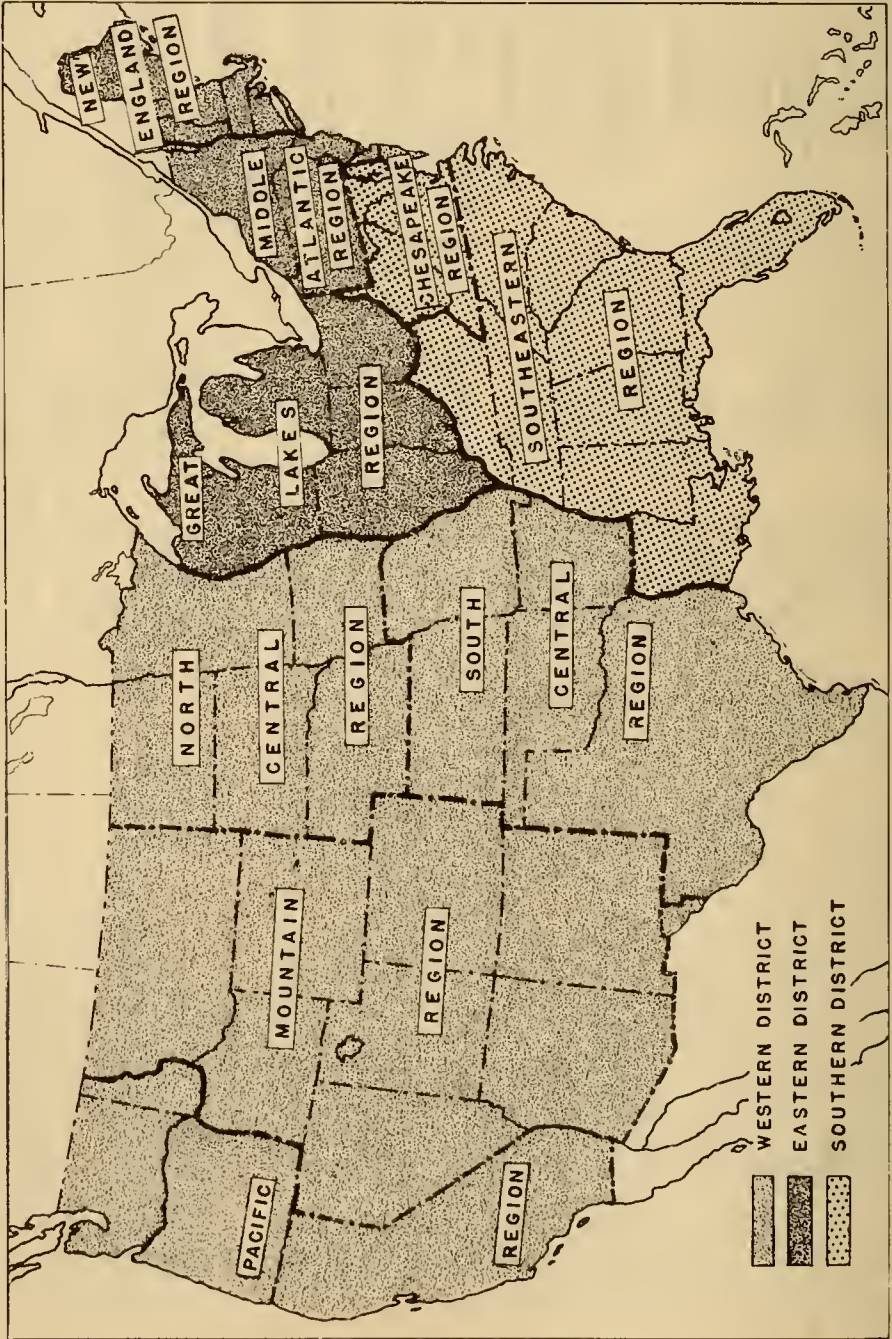 NEW
ENGLAND
REGION
MIDDLE
ATLANTIC
REGION
CHESAPEAKE
REGION
SOUTHEASTERN
REGION
GREAT
LAKES
REGION
NORTH
CENTRAL
REGION
SOUTH
CENTRAL
REGION
MOUNTAIN
REGION
PACIFIC
REGION
WESTERN DISTRICT
EASTERN DISTRICT
SOUTHERN DISTRICT